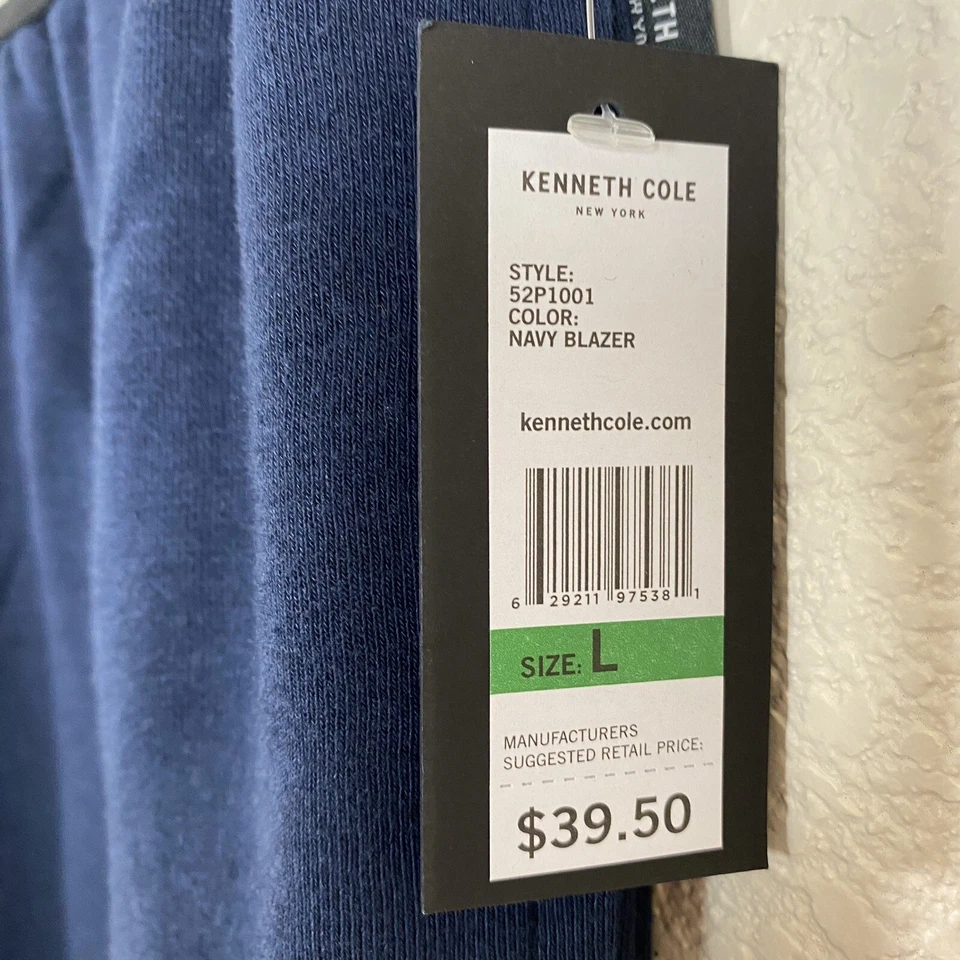 KENNETH COLE
NEW YORK
STYLE:
52P1001
COLOR:
NAVY BLAZER
kennethcole.com
6 29211 97538 1
SIZE: L
MANUFACTURERS
SUGGESTED RETAIL PRICE:
$39.50